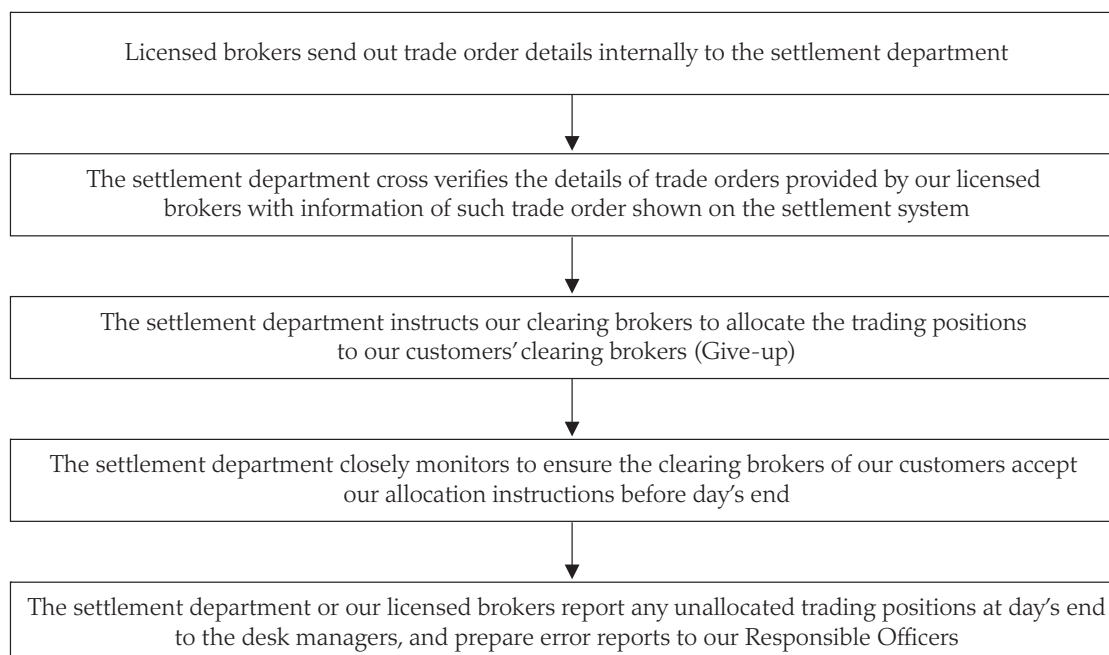 Licensed brokers send out trade order details internally to the settlement department
The settlement department cross verifies the details of trade orders provided by our licensed
brokers with information of such trade order shown on the settlement system
The settlement department instructs our clearing brokers to allocate the trading positions
to our customers’ clearing brokers (Give-up)
The settlement department closely monitors to ensure the clearing brokers of our customers accept
our allocation instructions before day’s end
The settlement department or our licensed brokers report any unallocated trading positions at day’s end
to the desk managers, and prepare error reports to our Responsible Officers